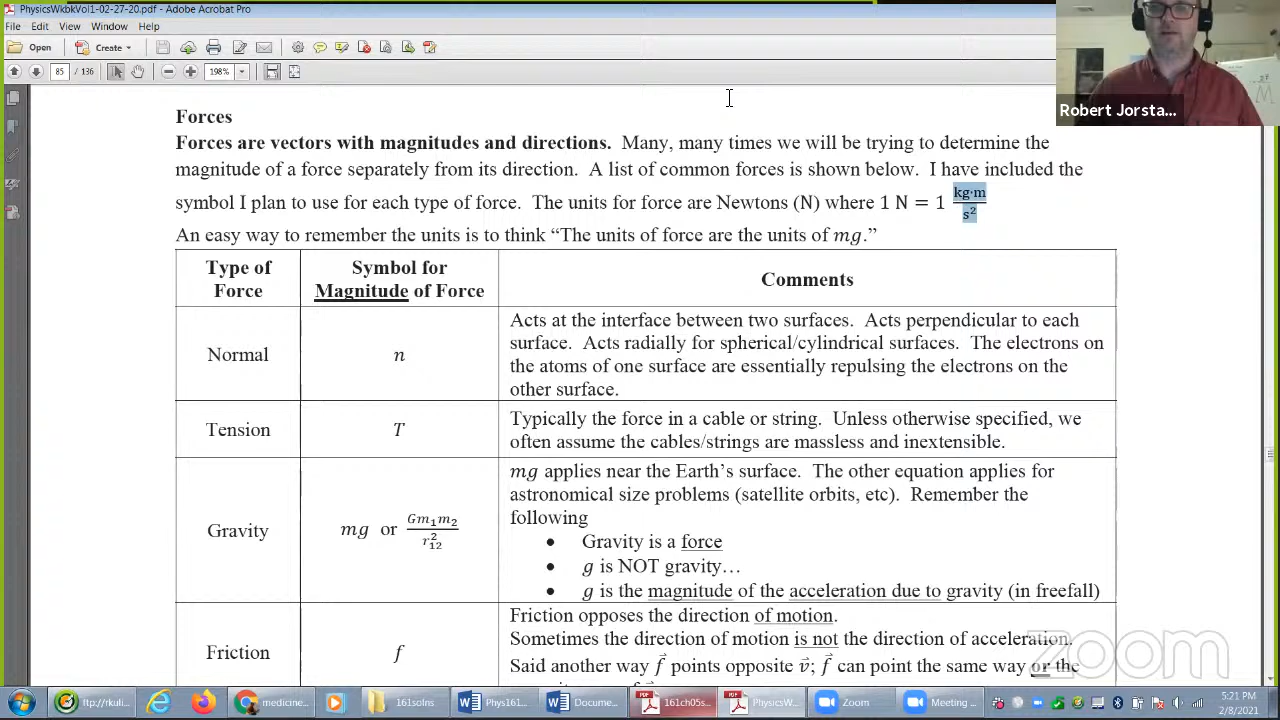 PhysicsWkbkVol1-02-27-20.pdf - Adobe Acrobat Pro
File Edit View Window Help
Open Create
85 / 136 198%
Robert Jorsta...
Forces
Forces are vectors with magnitudes and directions. Many, many times we will be trying to determine the
magnitude of a force separately from its direction. A list of common forces is shown below. I have included the
symbol I plan to use for each type of force. The units for force are Newtons (N) where 1 N = 1 kg·m/s²
An easy way to remember the units is to think “The units of force are the units of mg.”
Type of Force
Symbol for Magnitude of Force
Comments
Normal
n
Acts at the interface between two surfaces. Acts perpendicular to each
surface. Acts radially for spherical/cylindrical surfaces. The electrons on
the atoms of one surface are essentially repulsing the electrons on the
other surface.
Tension
T
Typically the force in a cable or string. Unless otherwise specified, we
often assume the cables/strings are massless and inextensible.
Gravity
mg or Gm₁m₂/r₁₂²
mg applies near the Earth’s surface. The other equation applies for
astronomical size problems (satellite orbits, etc). Remember the
following
• Gravity is a force
• g is NOT gravity…
• g is the magnitude of the acceleration due to gravity (in freefall)
Friction
f
Friction opposes the direction of motion.
Sometimes the direction of motion is not the direction of acceleration.
Said another way f⃗ points opposite v⃗; f⃗ can point the same way or the
zoom
ftp://rkuli... medicine... 161solns Phys161... Docume... 161ch05s... PhysicsW... Zoom Meeting ...
5:21 PM
2/8/2021